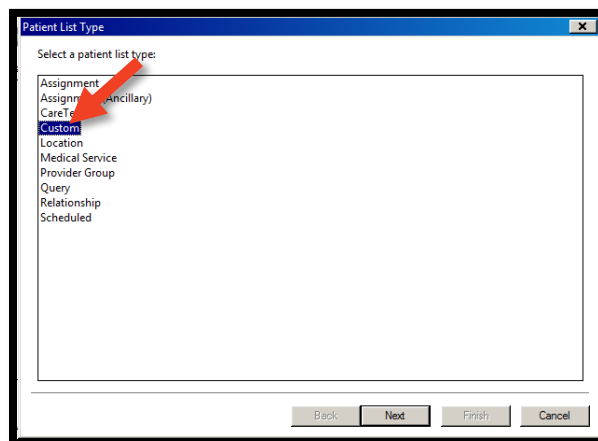 Patient List Type
Select a patient list type:
Assignment
Assignm (Ancillary)
CareTe
Custom
Location
Medical Service
Provider Group
Query
Relationship
Scheduled
Back Next Finish Cancel